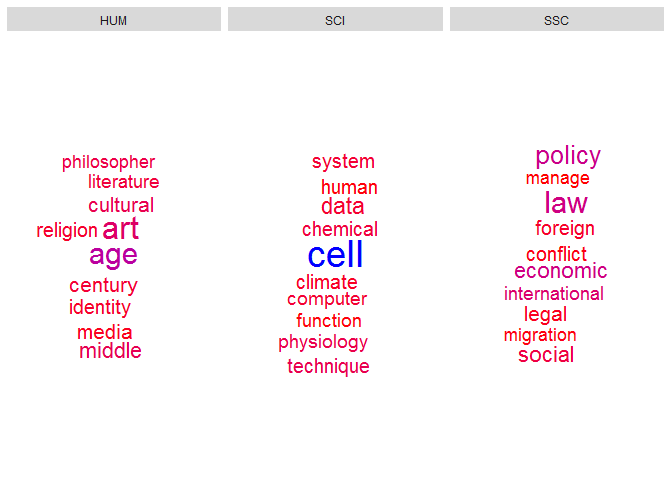 HUM
philosopher
literature
cultural
religion art
age
century
identity
media
middle
SCI
system
human
data
chemical
cell
climate
computer
function
physiology
technique
SSC
policy
manage
law
foreign
conflict
economic
international
legal
migration
social